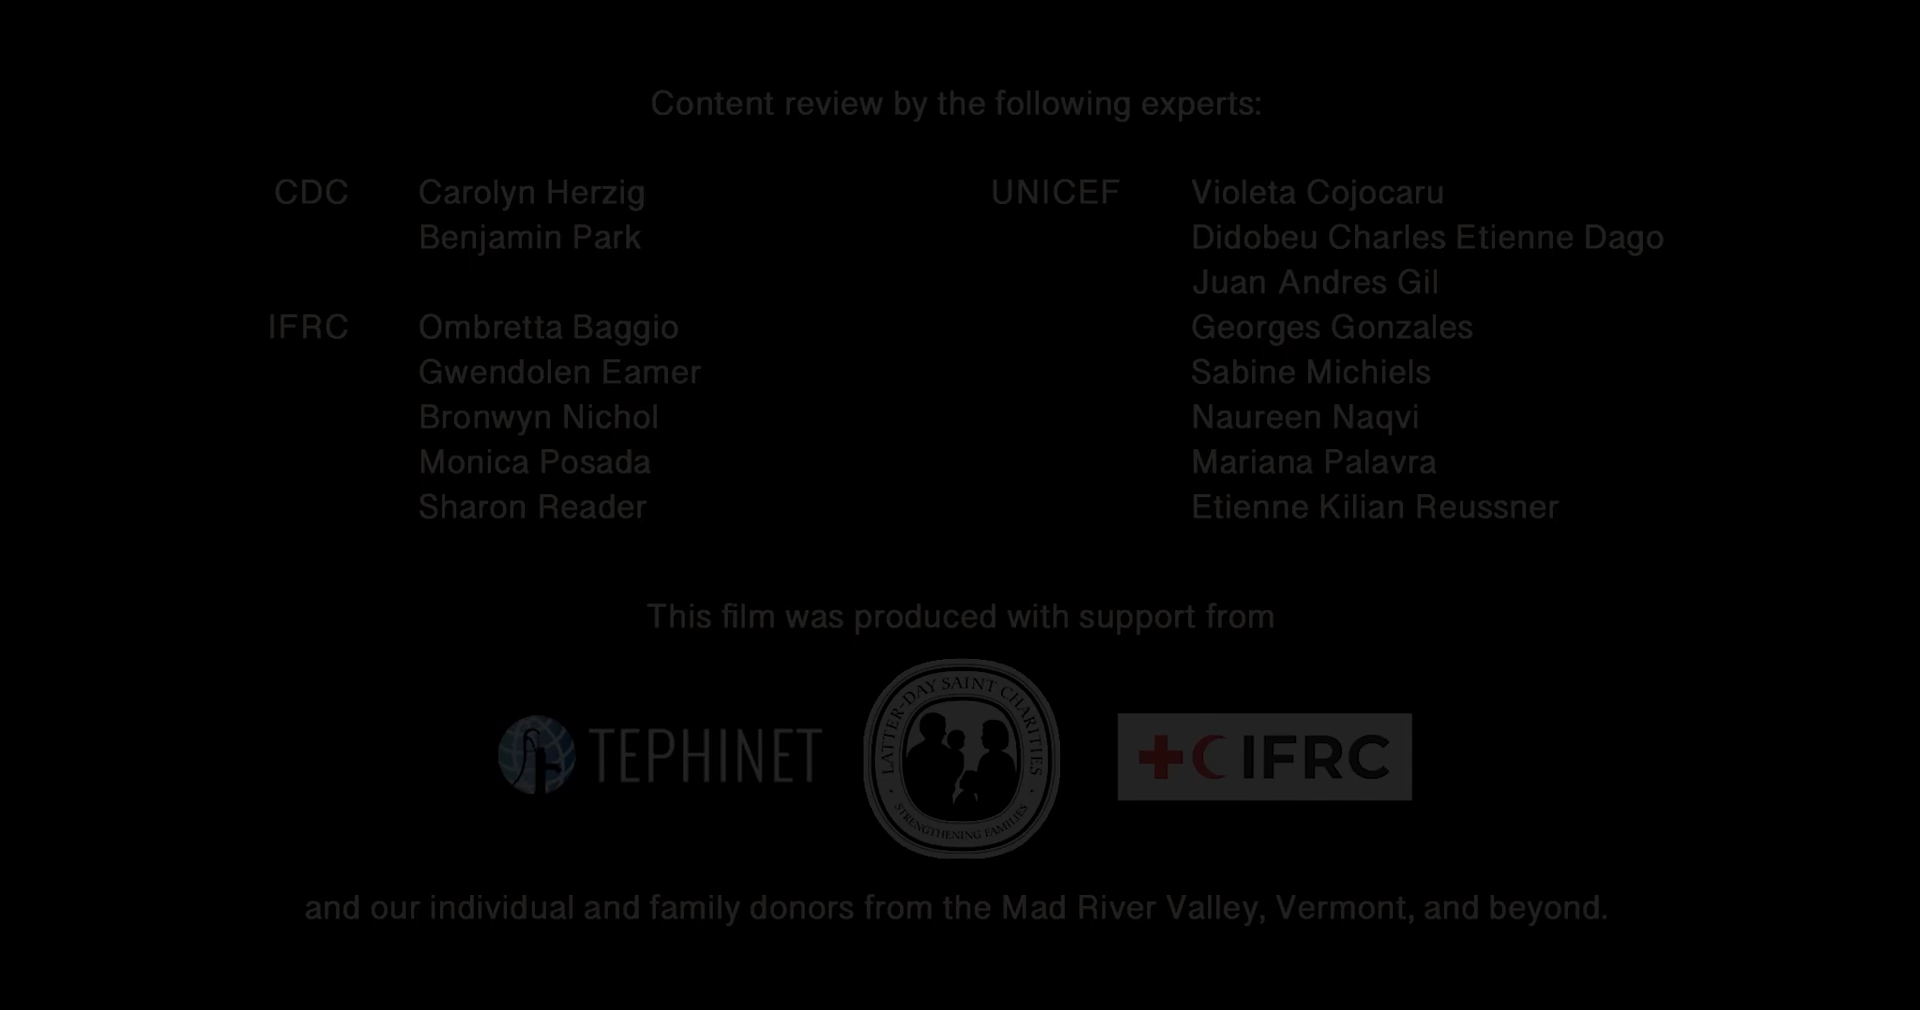 Content review by the following experts:
CDC Carolyn Herzig
Benjamin Park
IFRC Ombretta Baggio
Gwendolen Eamer
Bronwyn Nichol
Monica Posada
Sharon Reader
UNICEF Violeta Cojocaru
Didobeu Charles Etienne Dago
Juan Andres Gil
Georges Gonzales
Sabine Michiels
Naureen Naqvi
Mariana Palavra
Etienne Kilian Reussner
This film was produced with support from
TEPHINET
LATTER-DAY SAINT CHARITIES
STRENGTHENING FAMILIES
IFRC
and our individual and family donors from the Mad River Valley, Vermont, and beyond.